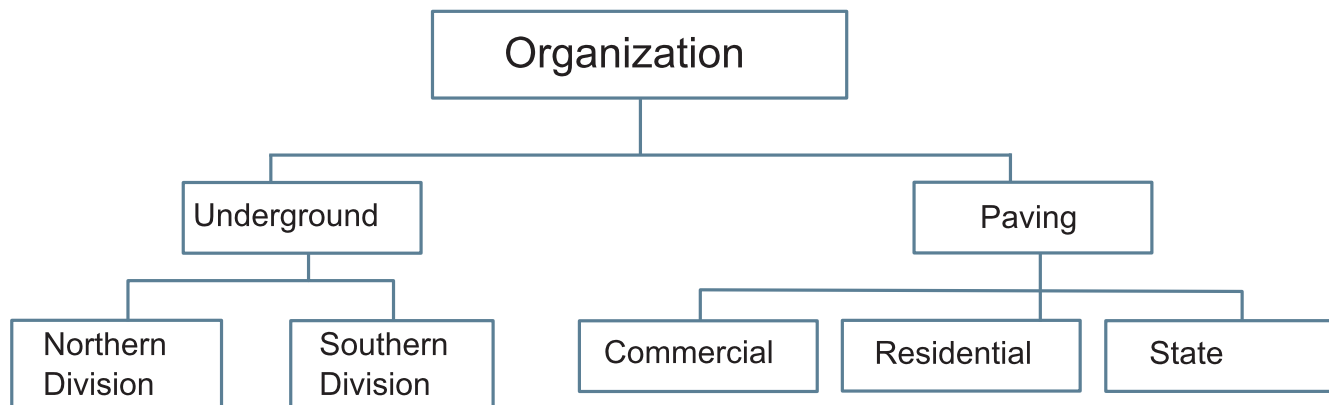 Organization
Underground
Paving
Northern
Division
Southern
Division
Commercial
Residential
State